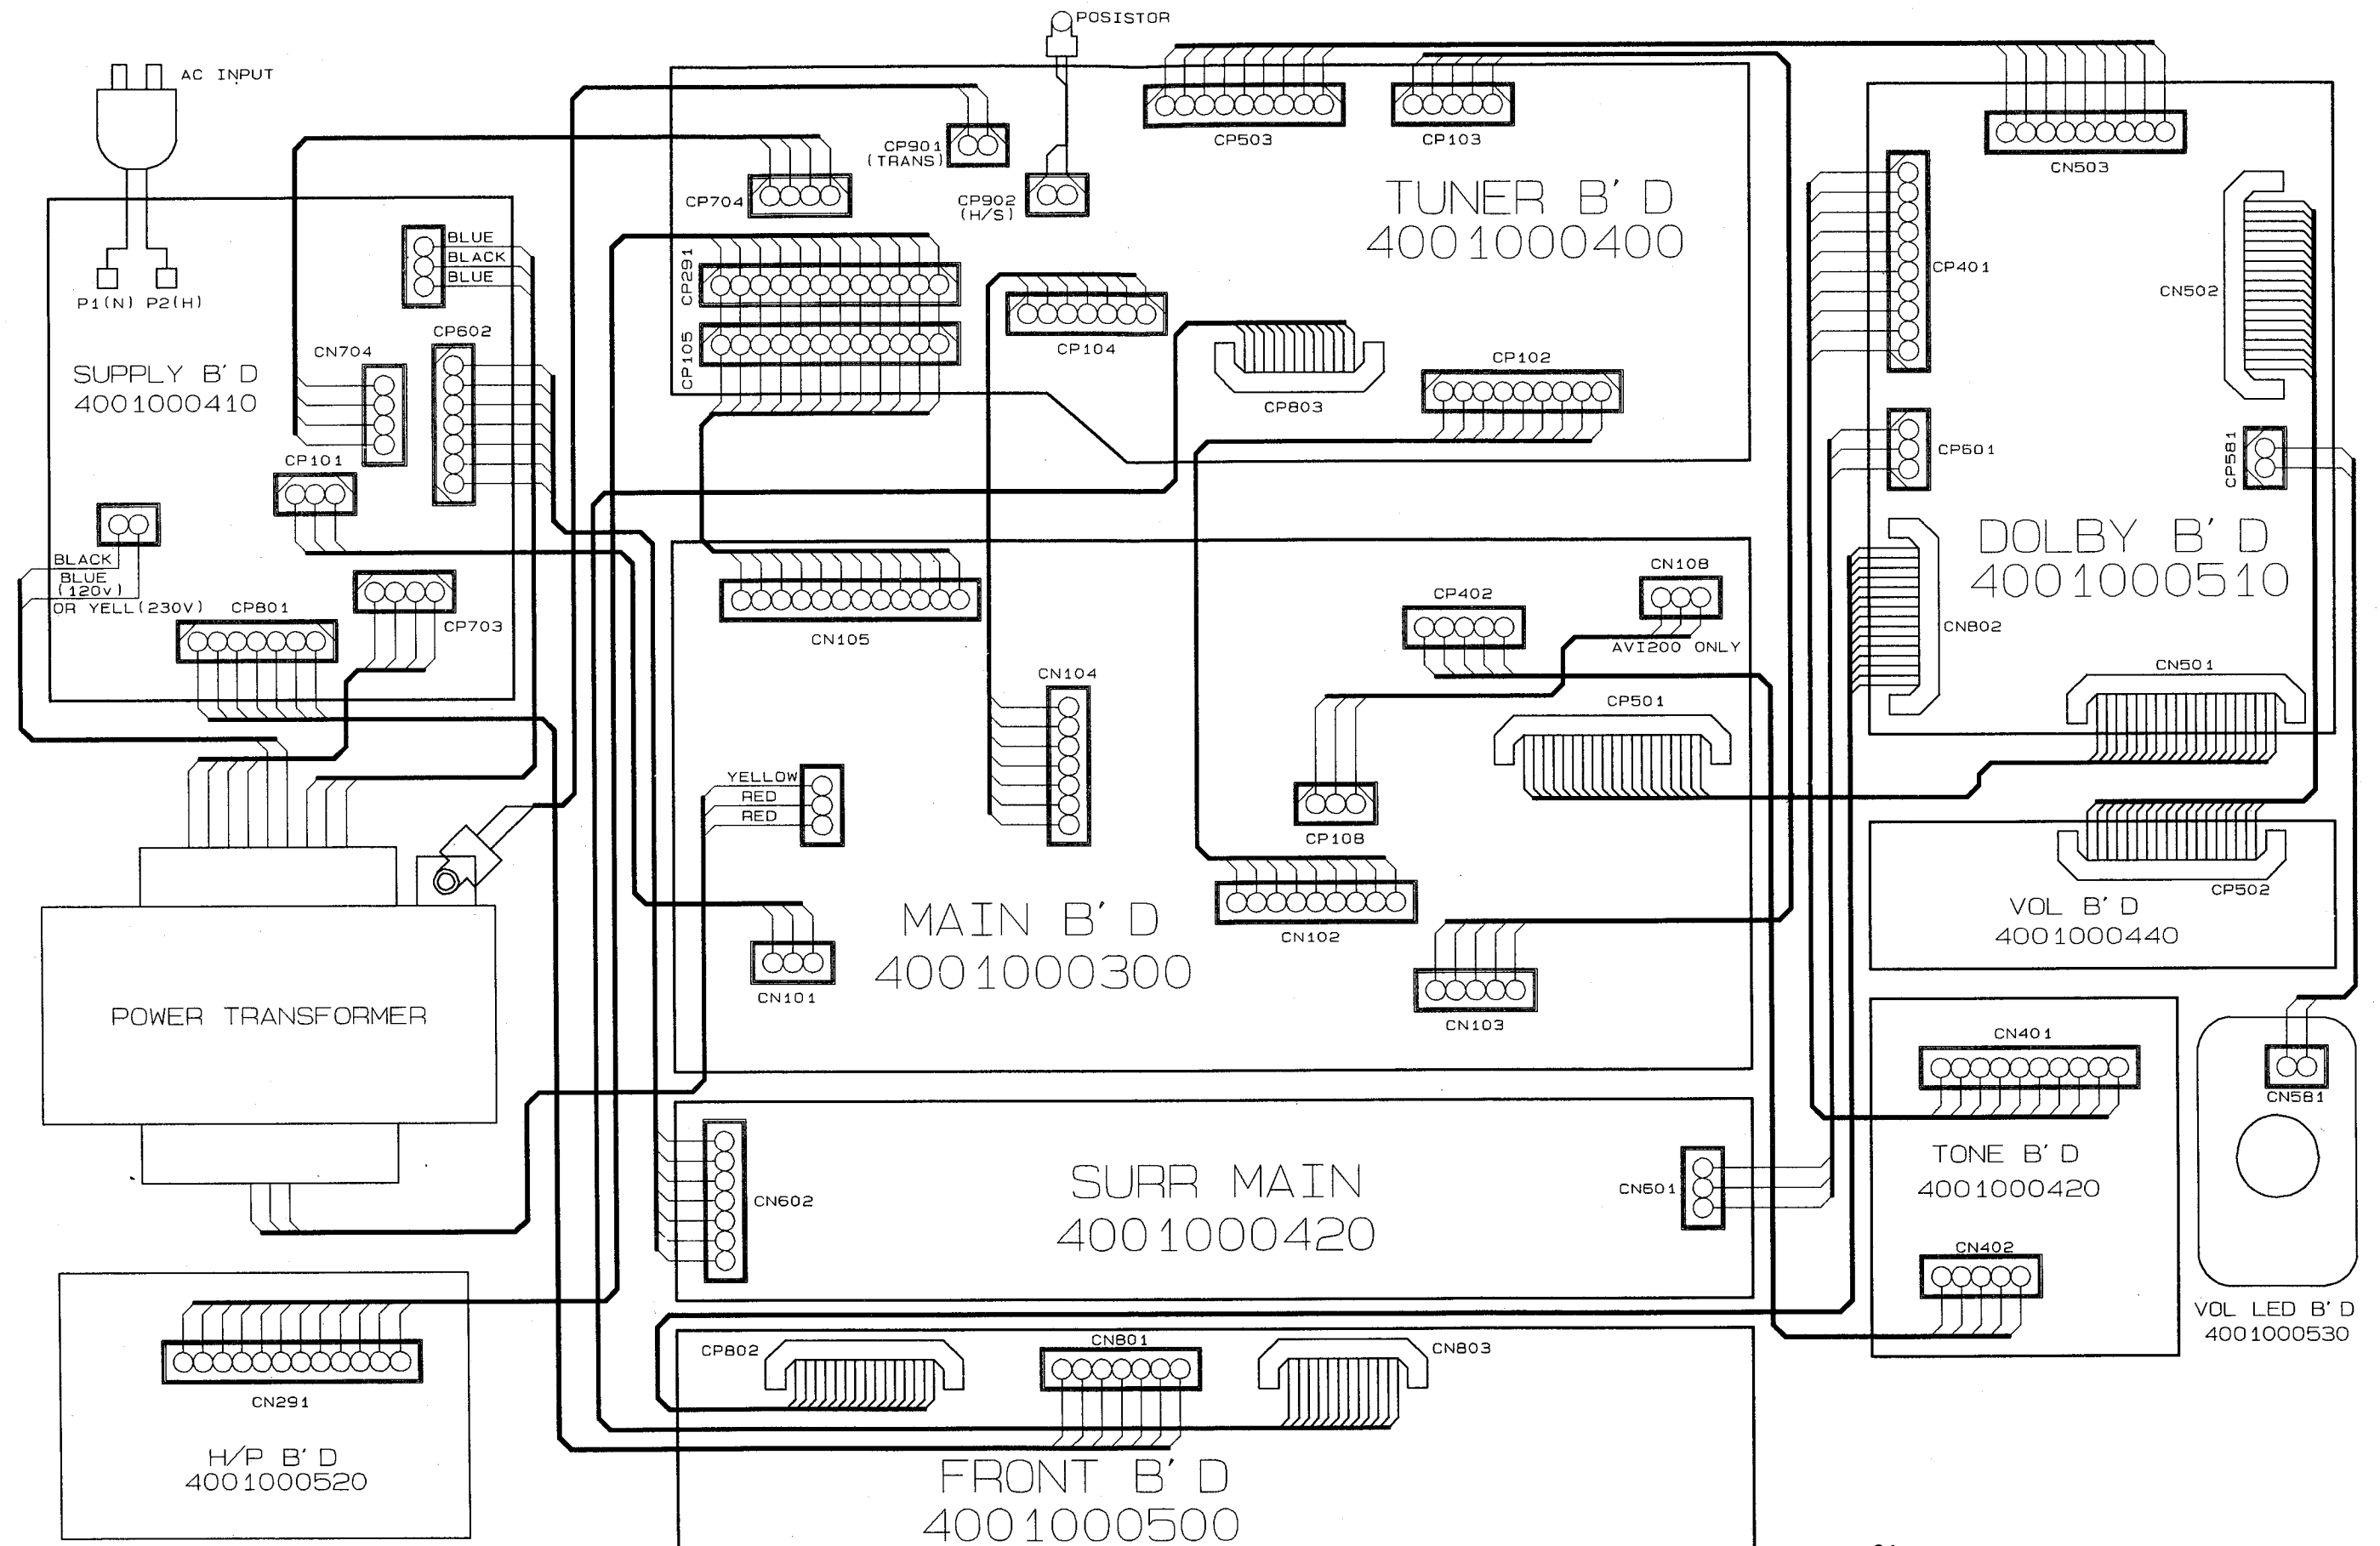 POSISTOR
AC INPUT
CP901
(TRANS)
CP503
CP103
CN503
CP704
CP902
(H/S)
TUNER B'D
4001000400
BLUE
BLACK
BLUE
P1(N) P2(H)
CP291
CP401
CN502
CP602
CN704
SUPPLY B'D
4001000410
CP105
CP104
CP803
CP102
CP101
CP601
CP581
DOLBY B'D
4001000510
BLACK
BLUE
(120V)
OR YELL(230V)
CP801
CP703
CN105
CP402
CN108
AVI200 ONLY
CN802
CN501
CN104
CP501
YELLOW
RED
RED
CP108
CP502
VOL B'D
4001000440
MAIN B'D
4001000300
CN102
CN101
CN103
POWER TRANSFORMER
CN401
CN581
TONE B'D
4001000420
SURR MAIN
4001000420
CN602
CN601
CN402
VOL LED B'D
4001000530
CP802
CN801
CN803
CN291
H/P B'D
4001000520
FRONT B'D
4001000500